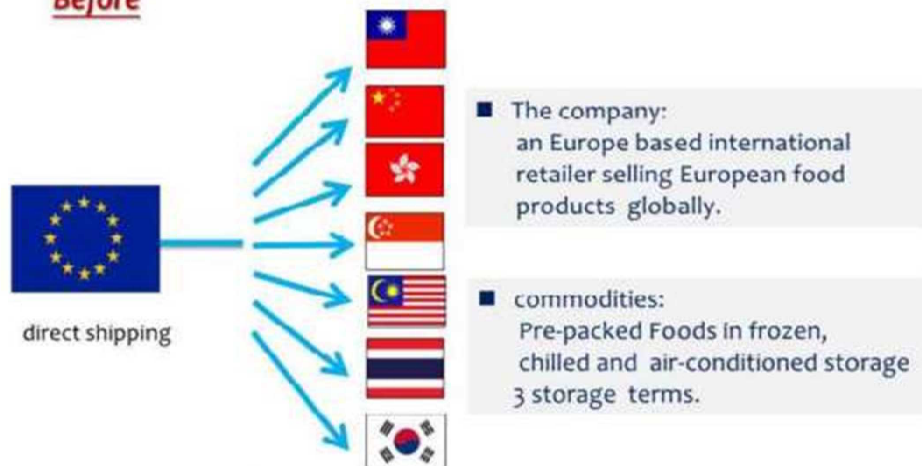 Before
■ The company:
an Europe based international
retailer selling European food
products globally.
direct shipping
■ commodities:
Pre-packed Foods in frozen,
chilled and air-conditioned storage
3 storage terms.